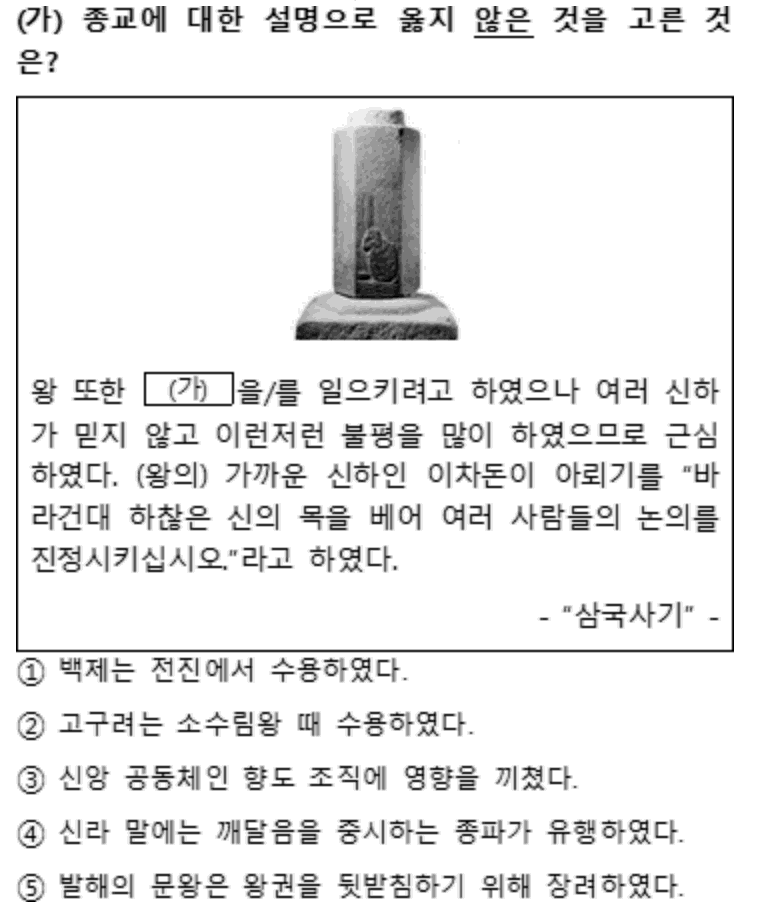 (가) 종교에 대한 설명으로 옳지 않은 것을 고른 것
은?
왕 또한 (가) 을/를 일으키려고 하였으나 여러 신하
가 믿지 않고 이런저런 불평을 많이 하였으므로 근심
하였다. (왕의) 가까운 신하인 이차돈이 아뢰기를 "바
라건대 하찮은 신의 목을 베어 여러 사람들의 논의를
진정시키십시오."라고 하였다.
- "삼국사기" -
① 백제는 전진에서 수용하였다.
② 고구려는 소수림왕 때 수용하였다.
③ 신앙 공동체인 향도 조직에 영향을 끼쳤다.
④ 신라 말에는 깨달음을 중시하는 종파가 유행하였다.
⑤ 발해의 문왕은 왕권을 뒷받침하기 위해 장려하였다.